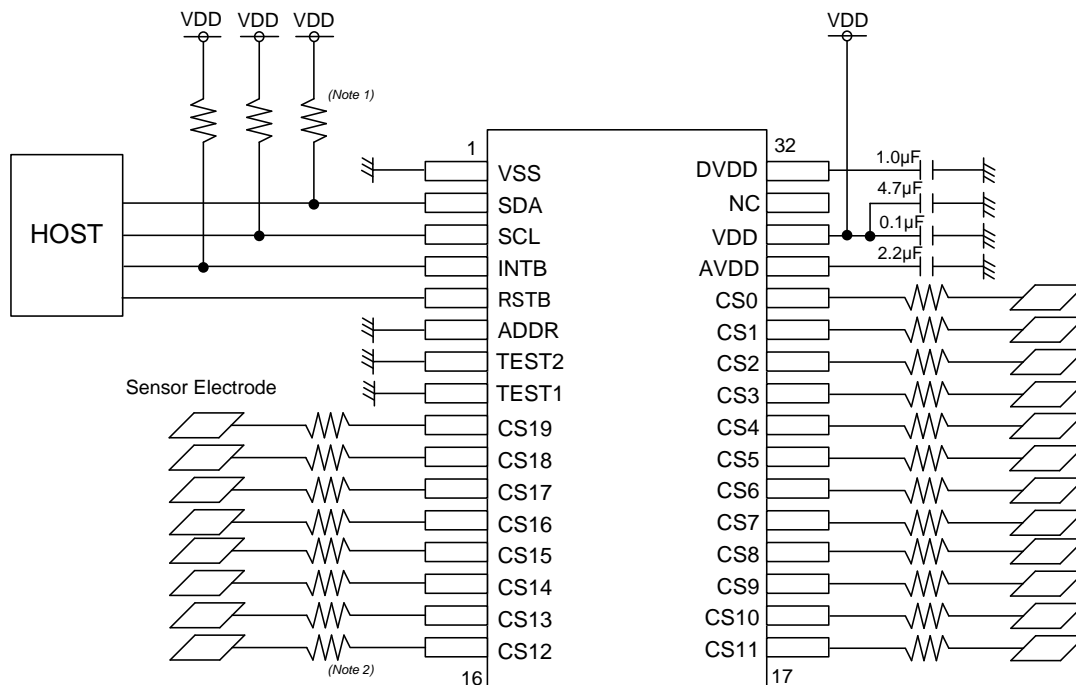 VDD VDD VDD VDD
(Note 1)
1 32
VSS DVDD 1.0µF
SDA NC 4.7µF
HOST
SCL VDD 0.1µF
INTB AVDD 2.2µF
RSTB CS0
ADDR CS1
TEST2 CS2
Sensor Electrode
TEST1 CS3
CS19 CS4
CS18 CS5
CS17 CS6
CS16 CS7
CS15 CS8
CS14 CS9
CS13 CS10
CS12 CS11
(Note 2)
16 17